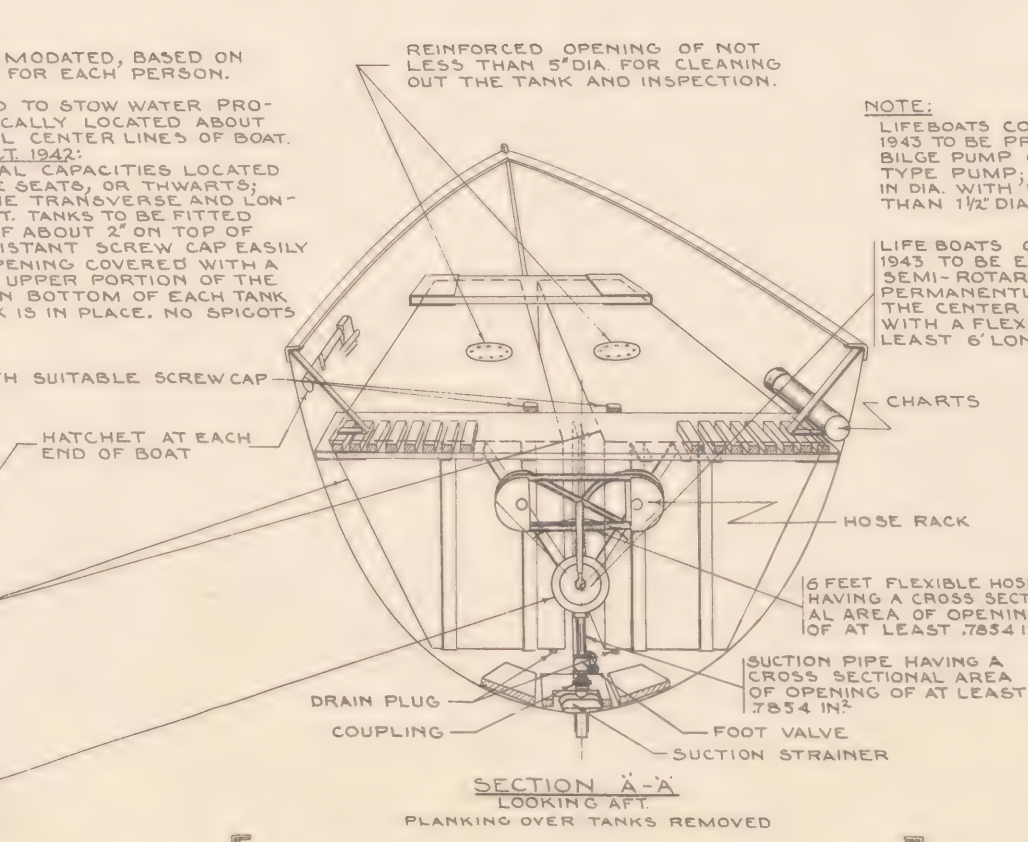 MODATED, BASED ON
FOR EACH PERSON.
TO STOW WATER PRO-
CALLY LOCATED ABOUT
CENTER LINES OF BOAT.
1942:
AL CAPACITIES LOCATED
SEATS, OR THWARTS;
TRANSVERSE AND LON-
T. TANKS TO BE FITTED
F ABOUT 2" ON TOP OF
ISTANT SCREW CAP EASILY
PENING COVERED WITH A
UPPER PORTION OF THE
N BOTTOM OF EACH TANK
IS IN PLACE. NO SPIGOTS
H SUITABLE SCREW CAP
HATCHET AT EACH
END OF BOAT
REINFORCED OPENING OF NOT
LESS THAN 5" DIA. FOR CLEANING
OUT THE TANK AND INSPECTION.
NOTE:
LIFEBOATS CO
1943 TO BE PR
BILGE PUMP
TYPE PUMP;
IN DIA. WITH
THAN 1½" DIA
LIFE BOATS
1943 TO BE E
SEMI-ROTAR
PERMANENTL
THE CENTER
WITH A FLEX
LEAST 6' LON
CHARTS
HOSE RACK
6 FEET FLEXIBLE HOS
HAVING A CROSS SECT
AL AREA OF OPENIN
OF AT LEAST .7854 I
SUCTION PIPE HAVING A
CROSS SECTIONAL AREA
OF OPENING OF AT LEAST
.7854 IN²
DRAIN PLUG
COUPLING
FOOT VALVE
SUCTION STRAINER
SECTION Ä-Ä
LOOKING AFT.
PLANKING OVER TANKS REMOVED